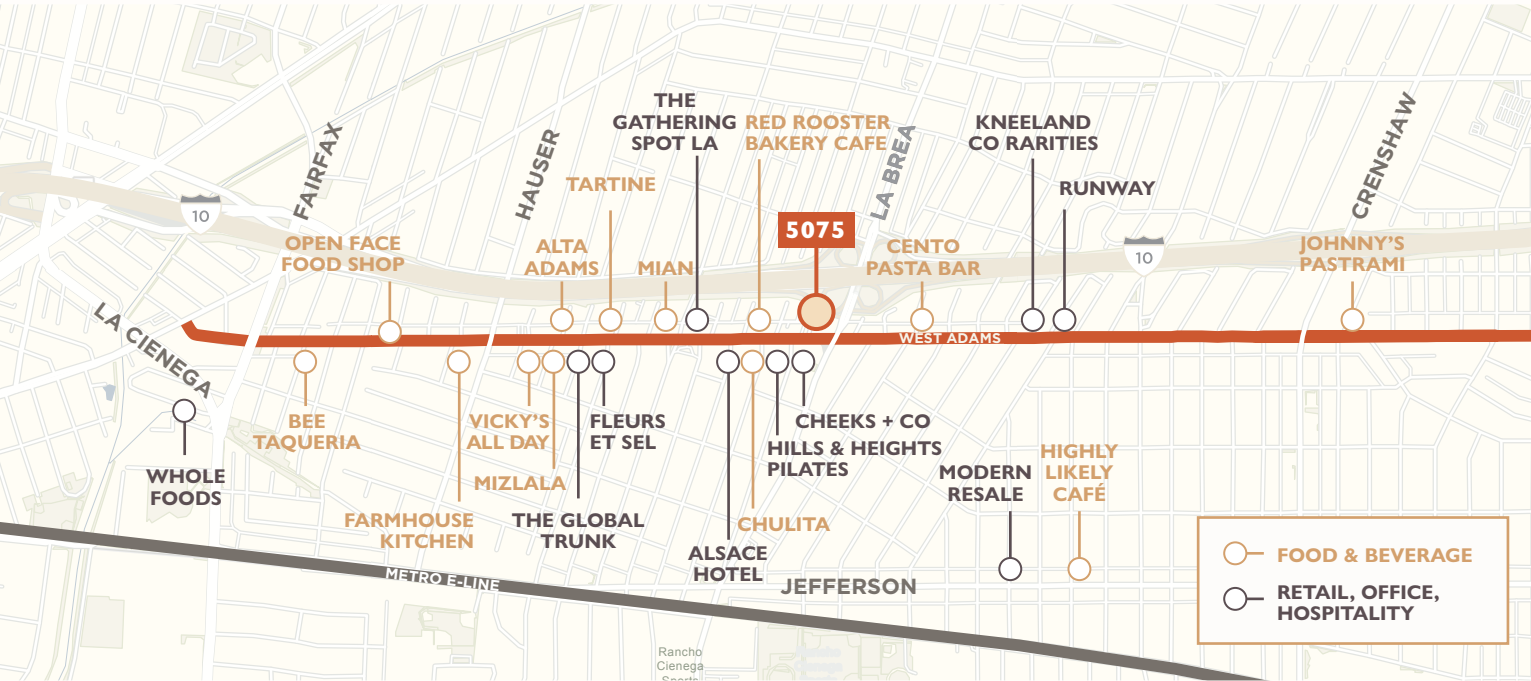 THE
GATHERING
SPOT LA
RED ROOSTER
BAKERY CAFE
KNEELAND
CO RARITIES
FAIRFAX
HAUSER
LA BREA
CRENSHAW
TARTINE
RUNWAY
10
5075
OPEN FACE
FOOD SHOP
ALTA
ADAMS
MIAN
CENTO
PASTA BAR
10
JOHNNY'S
PASTRAMI
LA CIENEGA
WEST ADAMS
BEE
TAQUERIA
VICKY'S
ALL DAY
FLEURS
ET SEL
CHEEKS + CO
HILLS & HEIGHTS
PILATES
WHOLE
FOODS
MIZLALA
MODERN
RESALE
HIGHLY
LIKELY
CAFÉ
FARMHOUSE
KITCHEN
THE GLOBAL
TRUNK
CHULITA
ALSACE
HOTEL
METRO E-LINE
JEFFERSON
FOOD & BEVERAGE
RETAIL, OFFICE,
HOSPITALITY
Rancho
Cienega
Sports